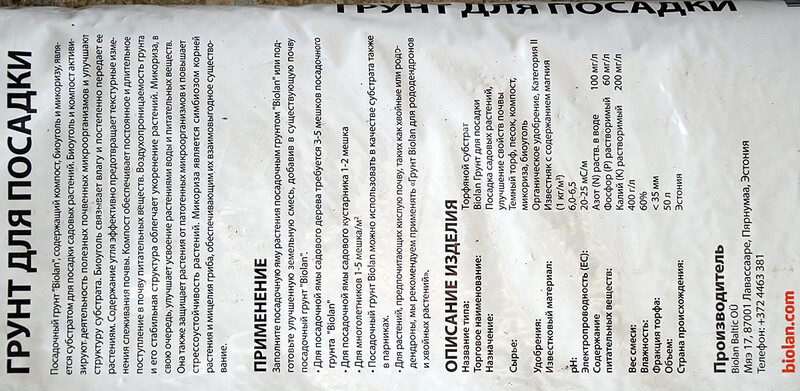 ГРУНТ ДЛЯ ПОСАДКИ
ГРУНТ ДЛЯ ПОСАДКИ
Посадочный грунт "Biolan", содержащий компост, биоуголь и микоризу, явля-
ется субстратом для посадки садовых растений. Биоуголь и компост активи-
зируют деятельность полезных почвенных микроорганизмов и улучшают
структуру субстрата. Биоуголь связывает влагу и постепенно передает ее
растениям. Содержание угля эффективно предотвращает текстурные изме-
нения слеживания почвы. Компост обеспечивает постоянное и длительное
поступление в почву питательных веществ. Воздухопроницаемость грунта
и его стабильная структура облегчает укоренение растений. Микориза, в
свою очередь, улучшает усвоение растениями воды и питательных веществ.
Она также защищает растения от патогенных микроорганизмов и повышает
стрессоустойчивость растений. Микориза является симбиозом корней
растения и мицелия гриба, обеспечивающим их взаимовыгодное существо-
вание.
ПРИМЕНЕНИЕ
Заполните посадочную яму растения посадочным грунтом "Biolan" или под-
готовьте улучшенную земельную смесь, добавив в существующую почву
посадочный грунт "Biolan".
• Для посадочной ямы садового дерева требуется 3-5 мешков посадочного
грунта "Biolan"
• Для посадочной ямы садового кустарника 1-2 мешка
• Для многолетников 1-5 мешка/м²
• Посадочный грунт Biolan можно использовать в качестве субстрата также
в парниках.
• Для растений, предпочитающих кислую почву, таких как хвойные или родо-
дендроны, мы рекомендуем применять «Грунт Biolan для рододендронов
и хвойных растений».
ОПИСАНИЕ ИЗДЕЛИЯ
Название типа: Торфяной субстрат
Торговое наименование: Biolan Грунт для посадки
Назначение: Посадка садовых растений,
улучшение свойств почвы
Сырье: Темный торф, песок, компост,
микориза, биоуголь
Удобрения: Органическое удобрение, Категория II
Известковый материал: Известняк с содержанием магния
(1 кг/м³)
pH: 6,0-6,5
Электропроводность (EC): 20-25 мС/м
Содержание Азот (N) раств. в воде 100 мг/л
питательных веществ: Фосфор (P) растворимый 60 мг/л
Калий (K) растворимый 200 мг/л
Вес смеси: 400 г/л
Влажность: 60%
Фракция торфа: < 35 мм
Объем: 50 л
Страна происхождения: Эстония
Производитель
Biolan Baltic OÜ
Маэ 17, 87001 Лавассааре, Пярнумаа, Эстония
Телефон: +372 4463 381
biolan.com